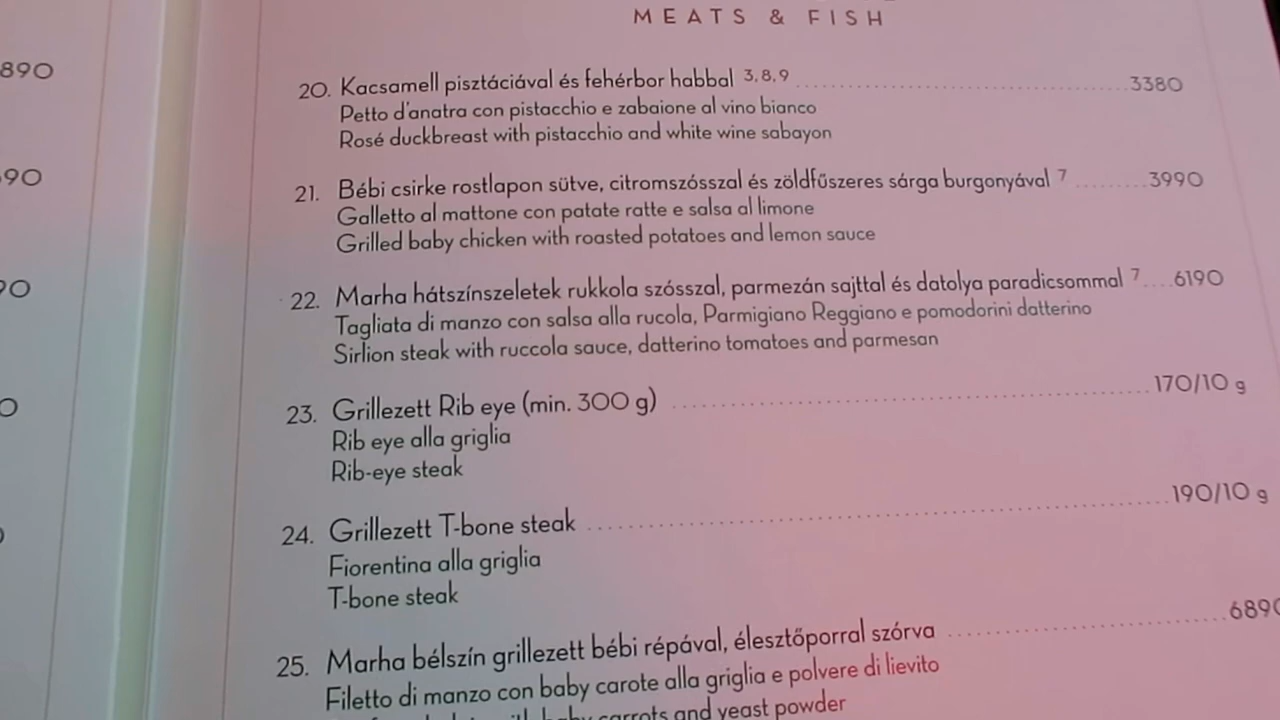 MEATS & FISH
890
90
90
O
20. Kacsamell pisztáciával és fehérbor habbal 3,8,9 3380
Petto d'anatra con pistacchio e zabaione al vino bianco
Rosé duckbreast with pistacchio and white wine sabayon
21. Bébi csirke rostlapon sütve, citromszósszal és zöldfűszeres sárga burgonyával 7 3990
Galletto al mattone con patate ratte e salsa al limone
Grilled baby chicken with roasted potatoes and lemon sauce
22. Marha hátszínszeletek rukkola szósszal, parmezán sajttal és datolya paradicsommal 7 6190
Tagliata di manzo con salsa alla rucola, Parmigiano Reggiano e pomodorini datterino
Sirlion steak with ruccola sauce, datterino tomatoes and parmesan
23. Grillezett Rib eye (min. 300 g) 170/10 g
Rib eye alla griglia
Rib-eye steak
24. Grillezett T-bone steak 190/10 g
Fiorentina alla griglia
T-bone steak
25. Marha bélszín grillezett bébi répával, élesztőporral szórva 6890
Filetto di manzo con baby carote alla griglia e polvere di lievito
baby carrots and yeast powder